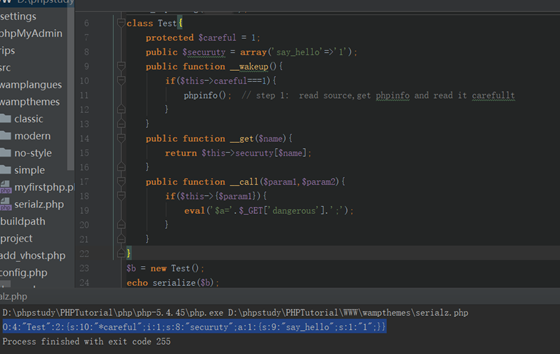 D:\phpstudy
settings
phpMyAdmin
rips
src
wamplangues
wampthemes
classic
modern
no-style
simple
myfirstphp.p
serialz.php
buildpath
project
add_vhost.php
config.php
6 class Test{
7 protected $careful = 1;
8 public $securuty = array('say_hello'=>'1');
9 public function __wakeup(){
10 if($this->careful===1){
11 phpinfo(); // step 1: read source,get phpinfo and read it carefullt
12 }
13 }
14 public function __get($name){
15 return $this->securuty[$name];
16 }
17 public function __call($param1,$param2){
18 if($this->{$param1}){
19 eval('$a='.$_GET['dangerous'].';');
20 }
21 }
22 }
23 $b = new Test();
24 echo serialize($b);
alz.php
D:\phpstudy\PHPTutorial\php\php-5.4.45\php.exe D:\phpstudy\PHPTutorial\WWW\wampthemes\serialz.php
O:4:"Test":2:{s:10:"*careful";i:1;s:8:"securuty";a:1:{s:9:"say_hello";s:1:"1";}}
Process finished with exit code 255